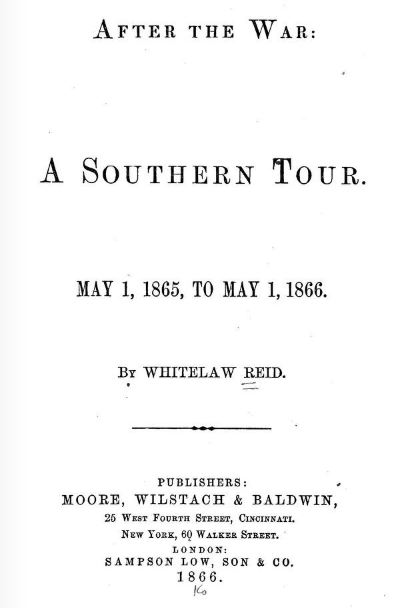 AFTER THE WAR:
A SOUTHERN TOUR.
MAY 1, 1865, TO MAY 1, 1866.
BY WHITELAW REID.
PUBLISHERS:
MOORE, WILSTACH & BALDWIN,
25 WEST FOURTH STREET, CINCINNATI.
NEW YORK, 60 WALKER STREET.
LONDON:
SAMPSON LOW, SON & CO.
1866.